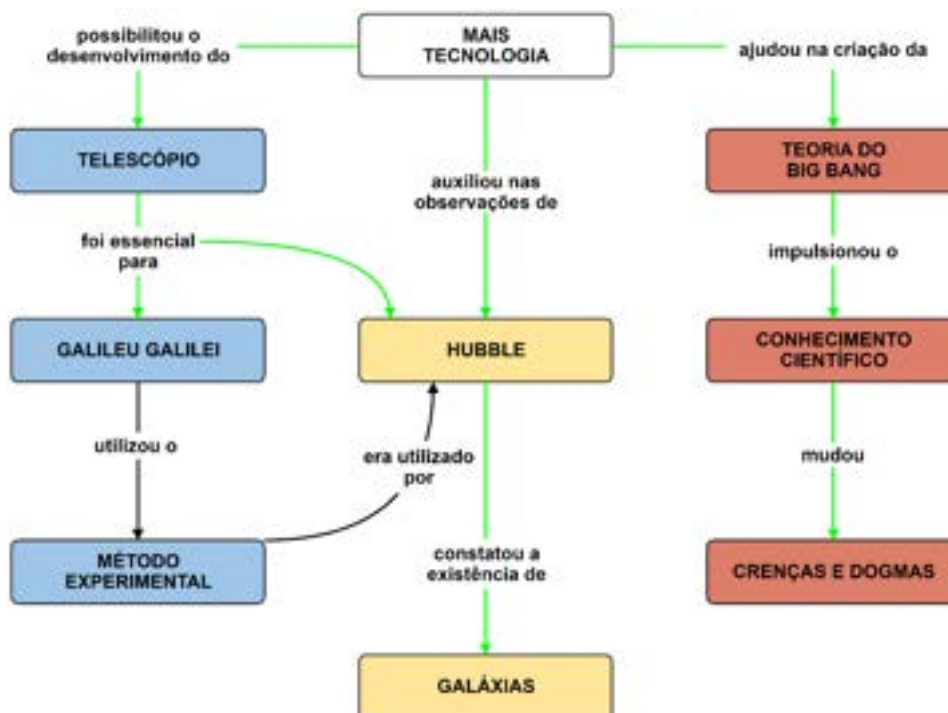 possibilitou o
desenvolvimento do
MAIS
TECNOLOGIA
ajudou na criação da
TELESCÓPIO
auxiliou nas
observações de
TEORIA DO
BIG BANG
foi essencial
para
impulsionou o
GALILEU GALILEI
HUBBLE
CONHECIMENTO
CIENTÍFICO
utilizou o
era utilizado
por
mudou
MÉTODO
EXPERIMENTAL
constatou a
existência de
CRENÇAS E DOGMAS
GALÁXIAS